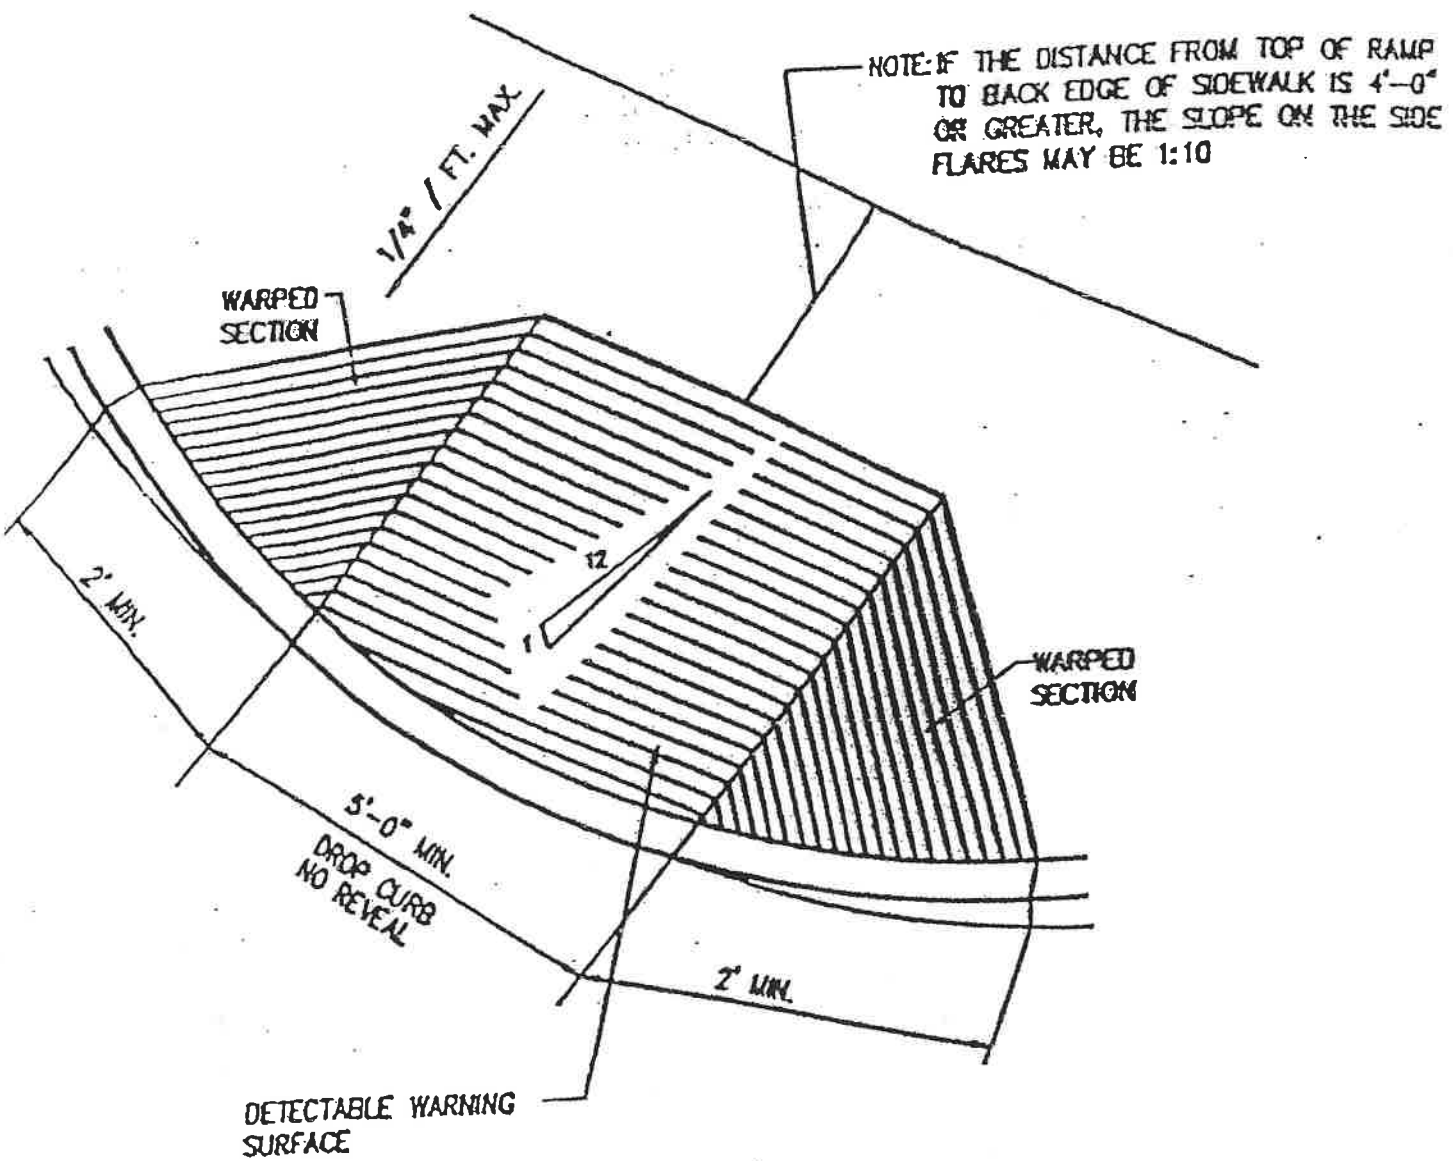 NOTE: IF THE DISTANCE FROM TOP OF RAMP
TO BACK EDGE OF SIDEWALK IS 4'-0"
OR GREATER, THE SLOPE ON THE SIDE
FLARES MAY BE 1:10
1/4" / FT. MAX.
WARPED
SECTION
12
1
2' MIN.
WARPED
SECTION
5'-0" MIN.
DROP CURB
NO REVEAL
2' MIN.
DETECTABLE WARNING
SURFACE